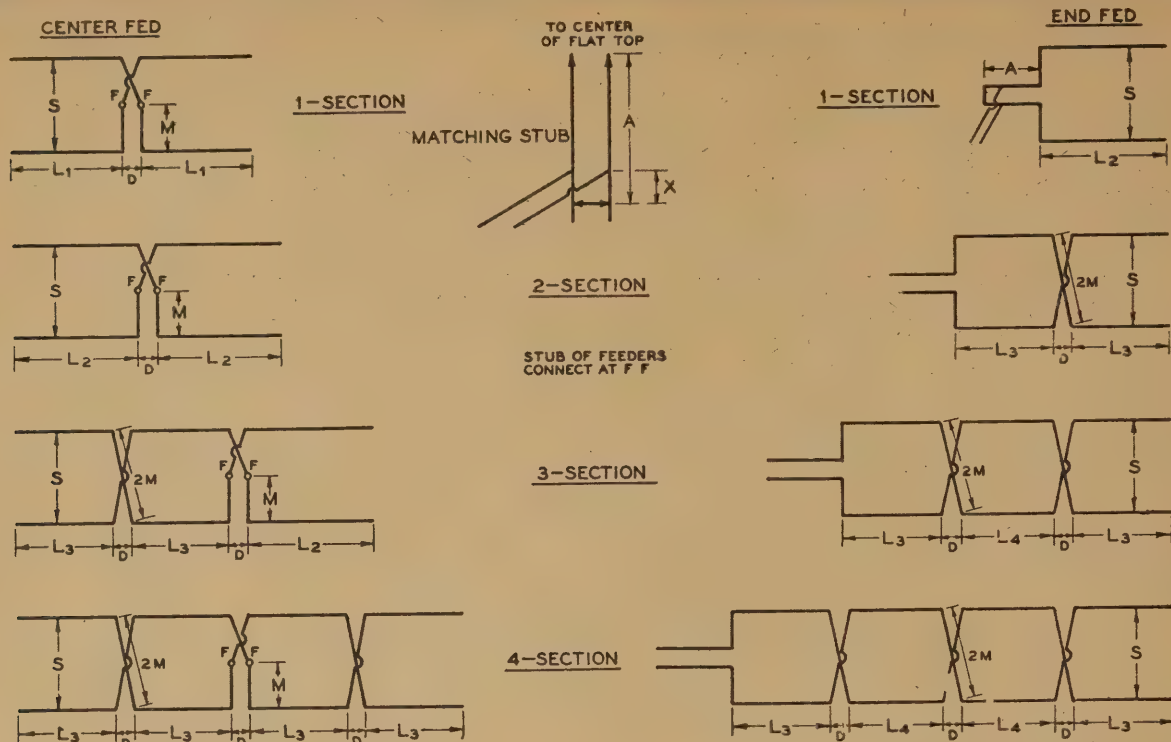 CENTER FED
S
F F
M
L1 D L1
1-SECTION
TO CENTER
OF FLAT TOP
MATCHING STUB
A
X
END FED
1-SECTION
A
S
L2
S
F F
M
L2 D L2
2-SECTION
STUB OF FEEDERS
CONNECT AT F F
2M
S
L3 D L3
S
2M
F F
M
L3 D L3 D L2
3-SECTION
2M
S
L3 D L4 D L3
S
2M
F F
M
L3 D L3 D L3 D L3
4-SECTION
2M
S
L3 D L4 D L4 D L3